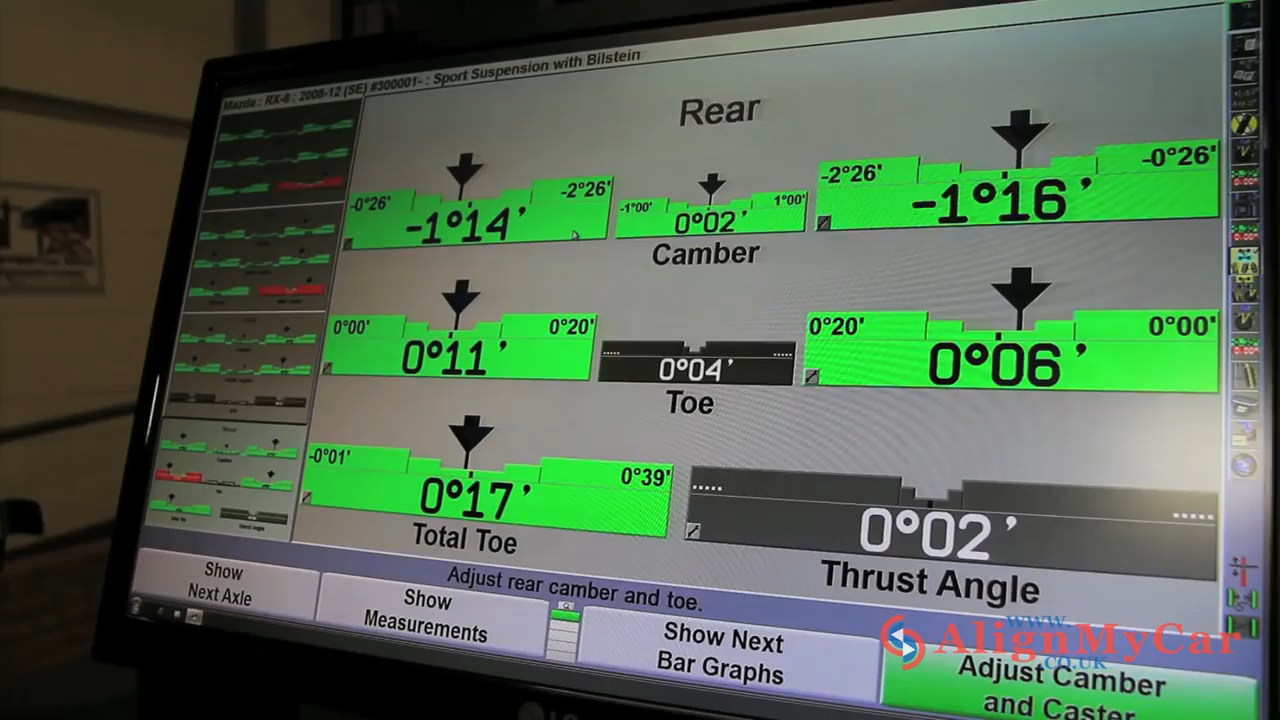 Mazda : RX-8 : 2008-12 (SE) #300001- : Sport Suspension with Bilstein
Rear
-0°26' -2°26'
-1°14'
-1°00' 1°00'
0°02'
-2°26' -0°26'
-1°16'
Camber
0°00' 0°20'
0°11'
0°04'
0°20' 0°00'
0°06'
Toe
-0°01' 0°39'
0°17'
Total Toe
0°02'
Thrust Angle
Adjust rear camber and toe.
Show
Next Axle
Show
Measurements
Show Next
Bar Graphs
Adjust Camber
and Caster
www.
AlignMyCar
.co.uk